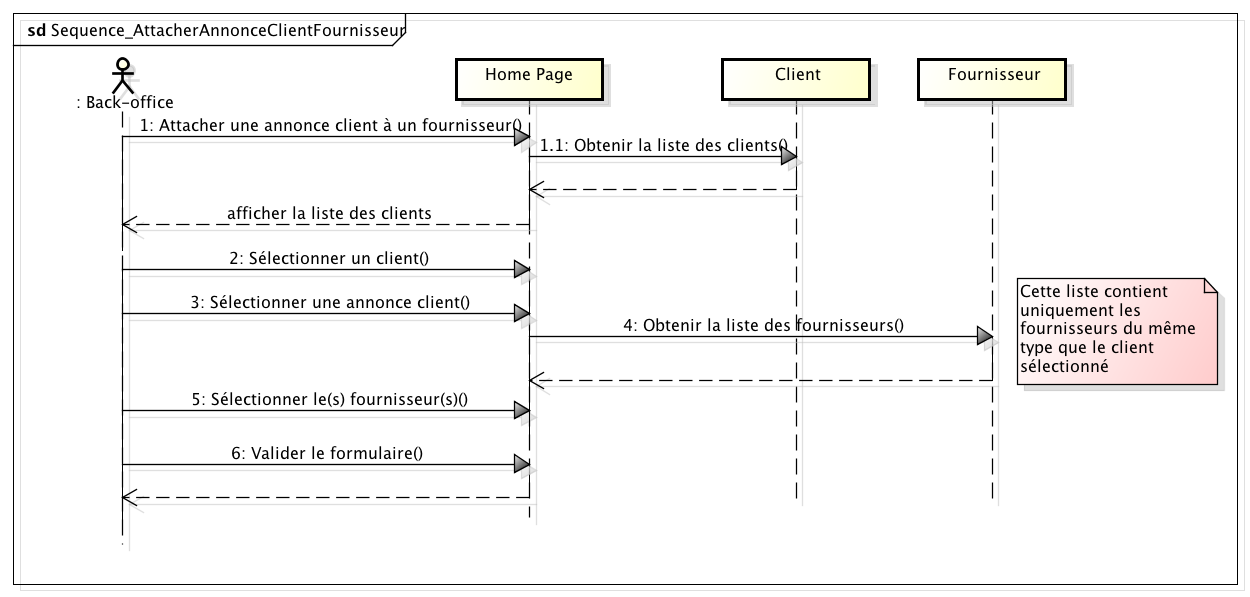 sd Sequence_AttacherAnnonceClientFournisseur
: Back-office
Home Page
Client
Fournisseur
1: Attacher une annonce client à un fournisseur()
1.1: Obtenir la liste des clients()
afficher la liste des clients
2: Sélectionner un client()
3: Sélectionner une annonce client()
4: Obtenir la liste des fournisseurs()
Cette liste contient
uniquement les
fournisseurs du même
type que le client
sélectionné
5: Sélectionner le(s) fournisseur(s)()
6: Valider le formulaire()